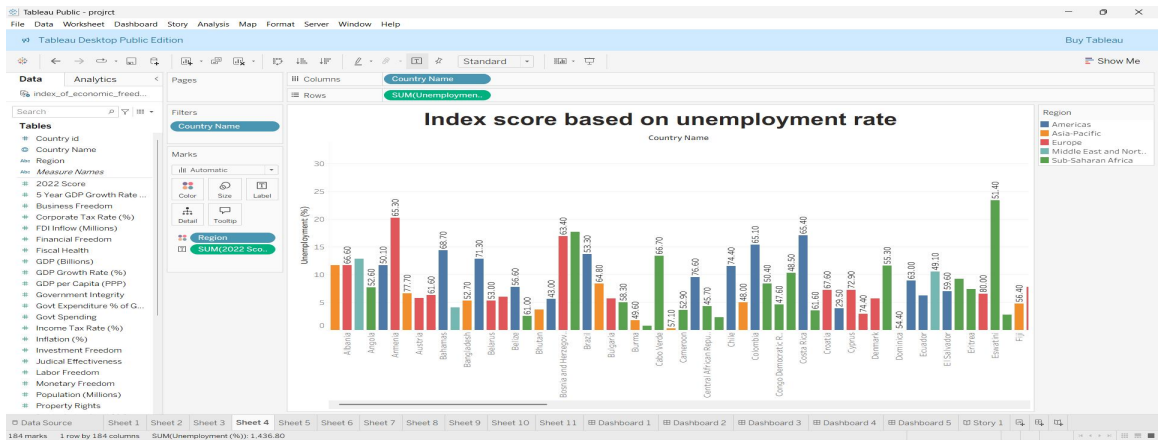 Tableau Public - projrct
File Data Worksheet Dashboard Story Analysis Map Format Server Window Help
Tableau Desktop Public Edition Buy Tableau
Standard Show Me
Data Analytics Pages Columns Country Name
index_of_economic_freed... Rows SUM(Unemploymen..
Search
Tables
Country id
Country Name
Region
Measure Names
2022 Score
5 Year GDP Growth Rate ...
Business Freedom
Corporate Tax Rate (%)
FDI Inflow (Millions)
Financial Freedom
Fiscal Health
GDP (Billions)
GDP Growth Rate (%)
GDP per Capita (PPP)
Government Integrity
Govt Expenditure % of G...
Govt Spending
Income Tax Rate (%)
Inflation (%)
Investment Freedom
Judical Effectiveness
Labor Freedom
Monetary Freedom
Population (Millions)
Property Rights
Filters
Country Name
Marks
Automatic
Color Size Label
Detail Tooltip
Region
SUM(2022 Sco..
Index score based on unemployment rate
Country Name
Unemployment (%)
30
25
20
15
10
5
0
66.60 52.60 50.10 65.30 77.70 61.60 68.70 52.70 71.30 53.00 56.60 61.00 43.00 63.40 53.30 64.80 58.30 49.60 66.70 57.10 52.90 76.60 45.70 74.40 48.00 65.10 50.40 47.60 48.50 65.40 61.60 67.60 29.50 72.90 74.40 55.30 54.40 63.00 49.10 59.60 80.00 51.40 56.40
Albania Angola Armenia Austria Bahamas Bangladesh Belarus Belize Bhutan Bosnia and Herzegov.. Brazil Bulgaria Burma Cabo Verde Cameroon Central African Repu.. Chile Colombia Congo Democratic R.. Costa Rica Croatia Cyprus Denmark Dominica Ecuador El Salvador Eritrea Eswatini Fiji
Region
Americas
Asia-Pacific
Europe
Middle East and Nort...
Sub-Saharan Africa
Data Source Sheet 1 Sheet 2 Sheet 3 Sheet 4 Sheet 5 Sheet 6 Sheet 7 Sheet 8 Sheet 9 Sheet 10 Sheet 11 Dashboard 1 Dashboard 2 Dashboard 3 Dashboard 4 Dashboard 5 Story 1
184 marks 1 row by 184 columns SUM(Unemployment (%)): 1,436.80